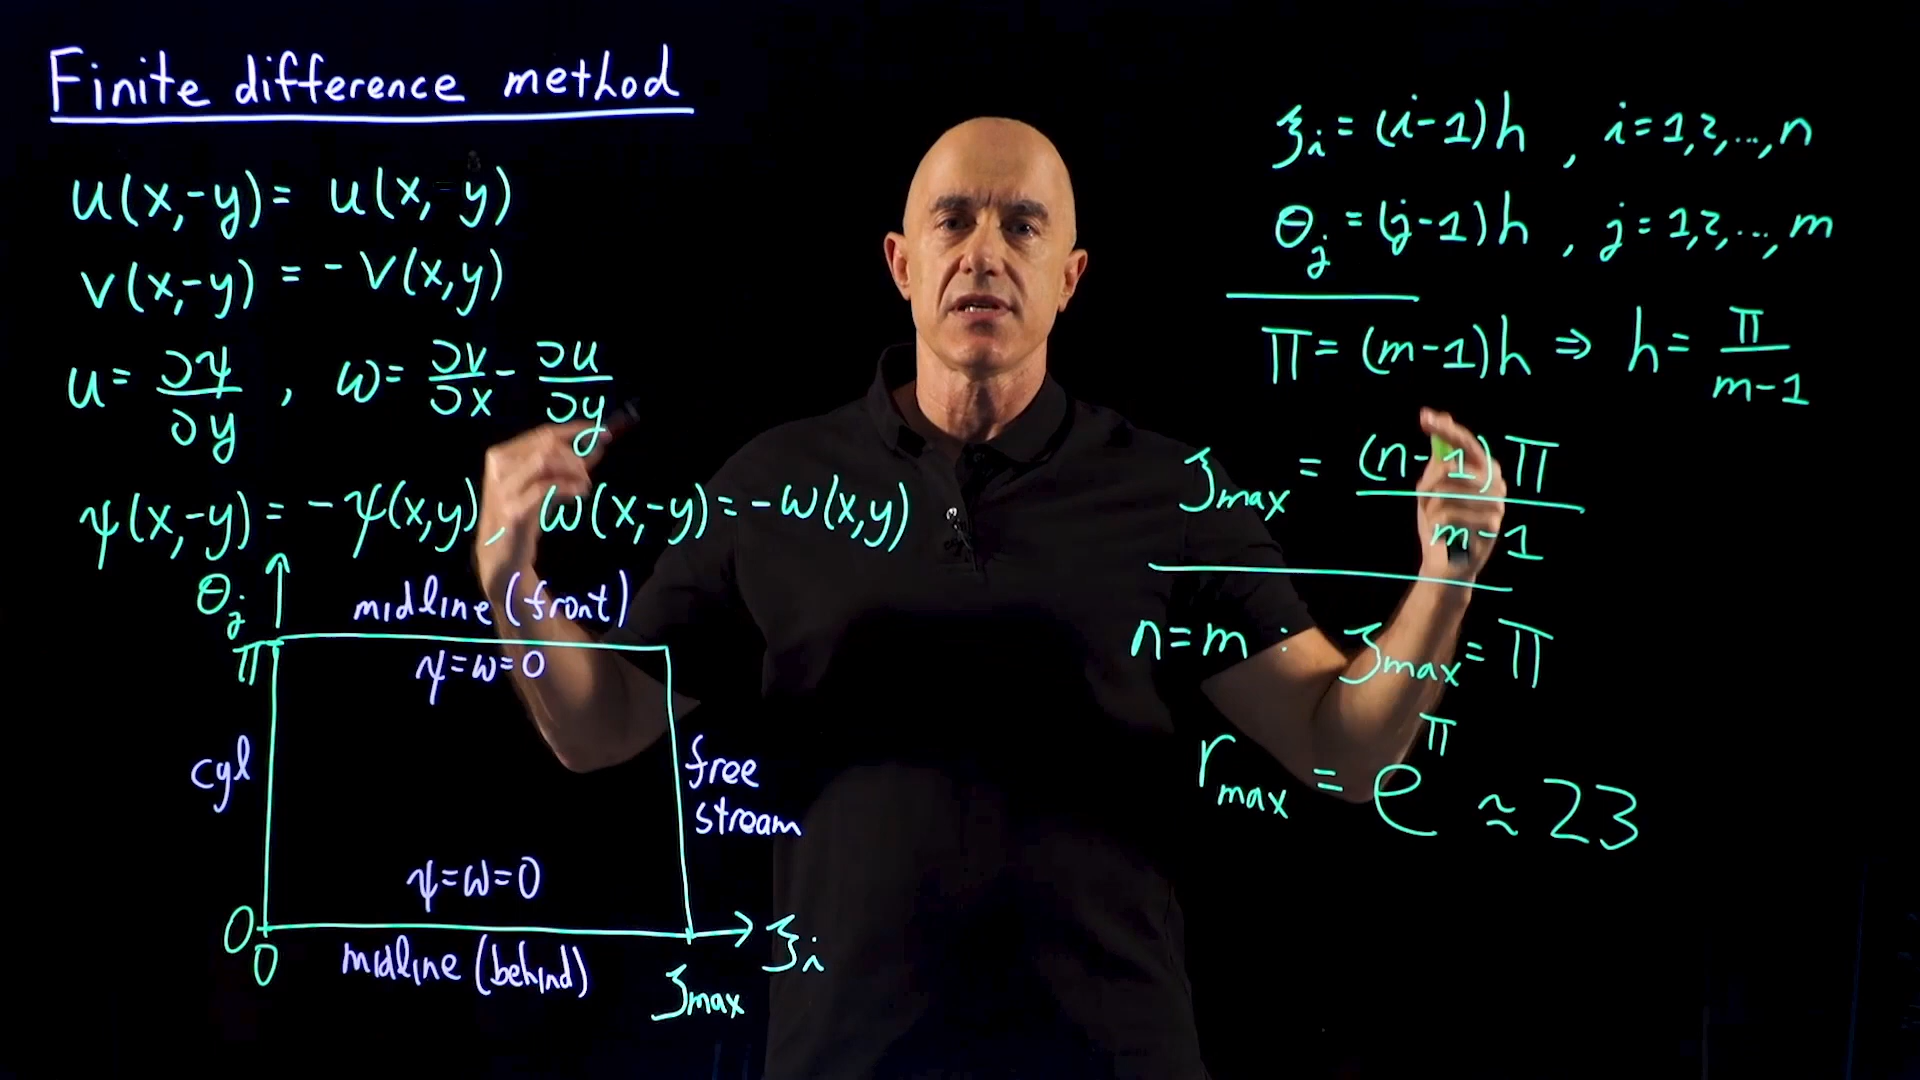 Finite difference method
u(x,-y) = u(x, y)
v(x,-y) = -v(x,y)
u = ∂ψ/∂y , ω = ∂v/∂x - ∂u/∂y
ψ(x,-y) = -ψ(x,y), ω(x,-y) = -ω(x,y)
θj
midline (front)
π
ψ=ω=0
cyl
free
stream
ψ=ω=0
0
0
midline (behind)
ξmax
ξi
ξi = (i-1)h , i=1,2,...,n
θj = (j-1)h , j=1,2,...,m
π = (m-1)h ⇒ h = π/(m-1)
ξmax = (n-1)π/(m-1)
n=m : ξmax = π
rmax = e^π ≈ 23